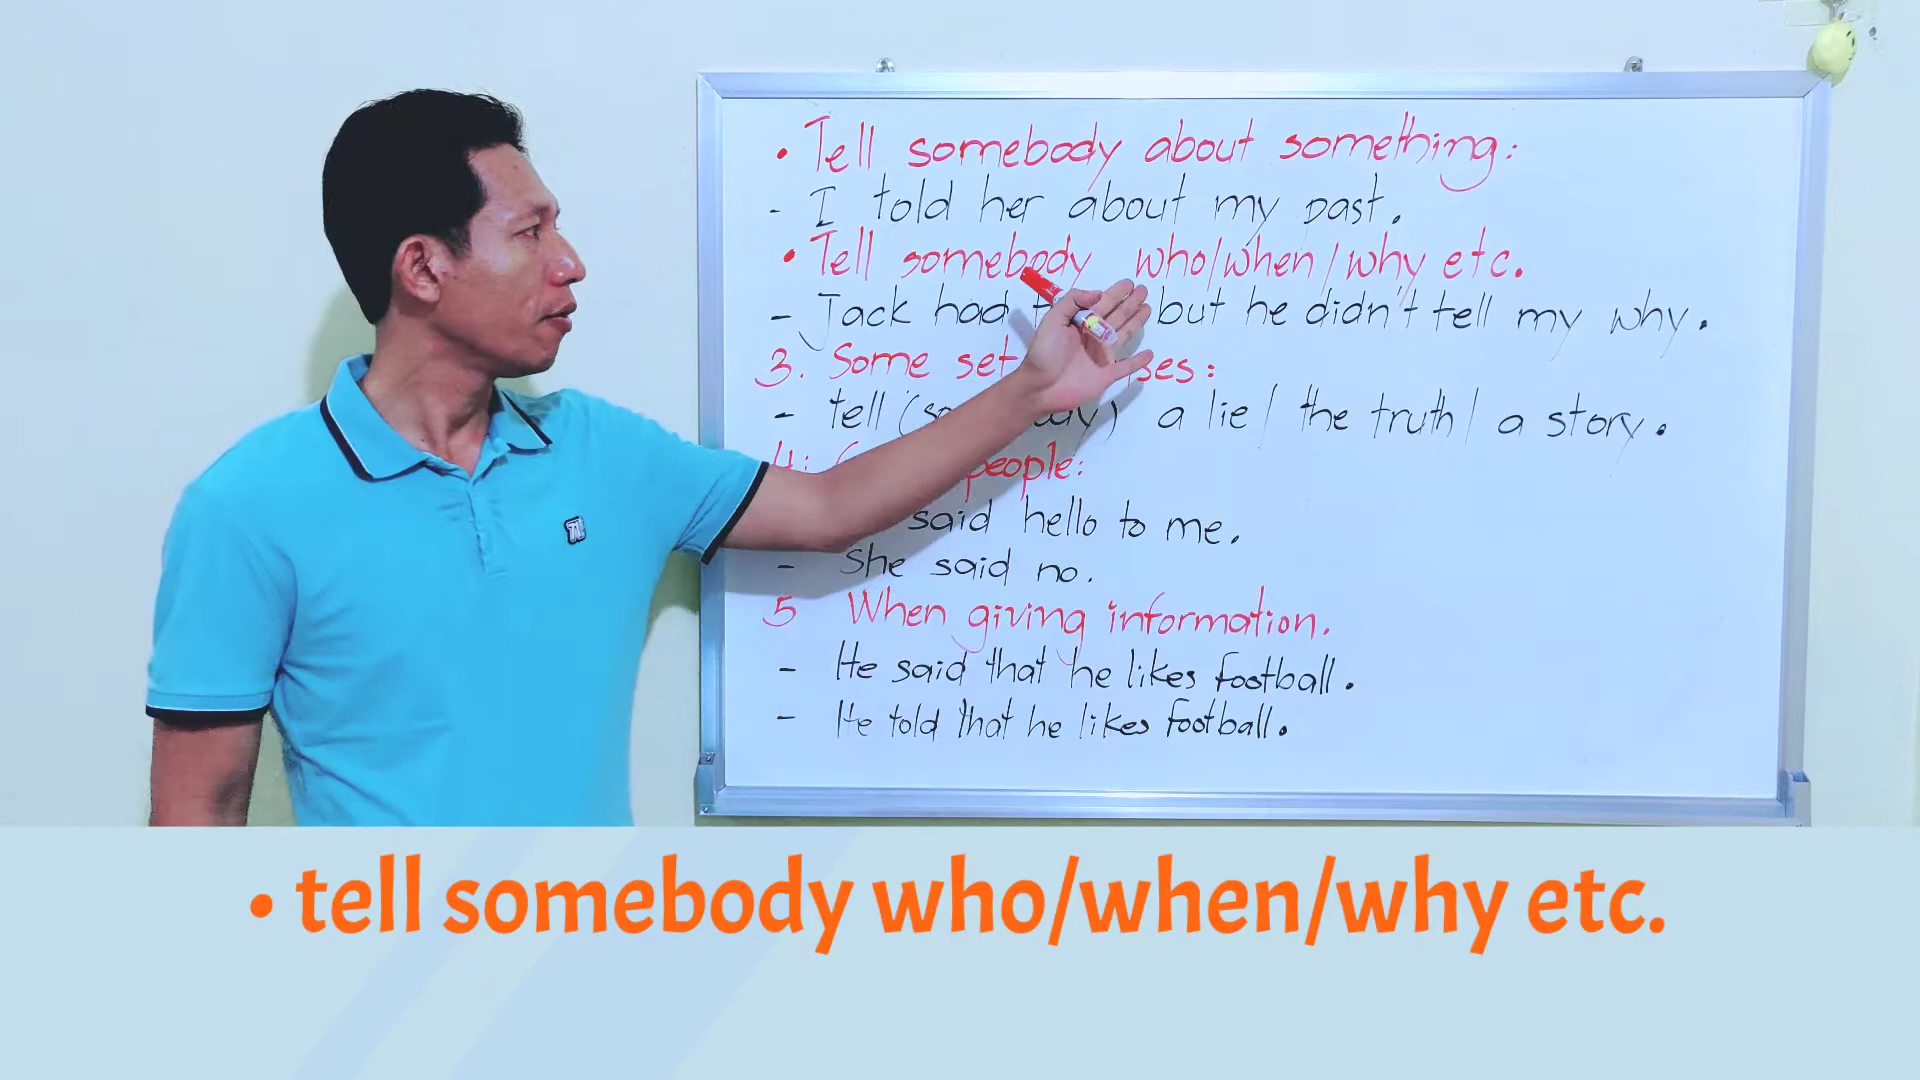 • Tell somebody about something:
- I told her about my past.
• Tell somebody who/when/why etc.
- Jack had but he didn't tell my why.
3. Some set
- tell a lie/ the truth/ a story.
4: people:
said hello to me.
- She said no.
5 When giving information.
- He said that he likes football.
- He told that he likes football.
• tell somebody who/when/why etc.